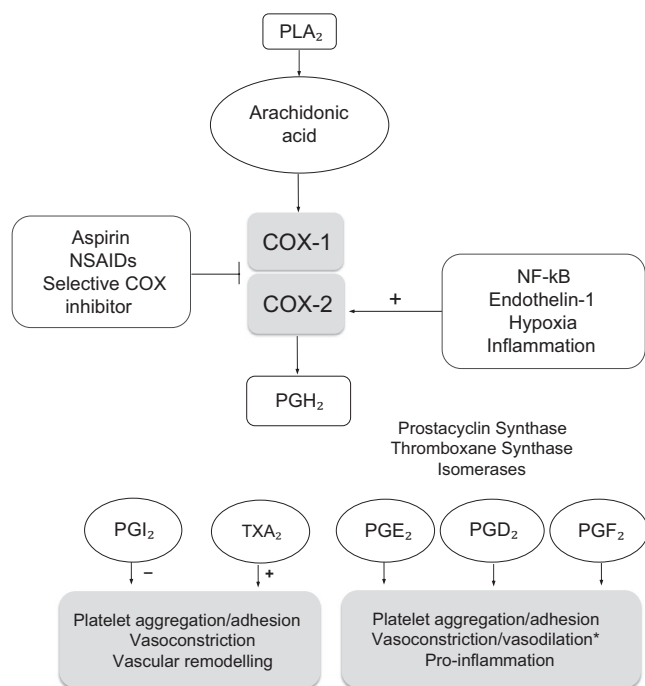 PLA₂
Arachidonic
acid
COX-1
Aspirin
NSAIDs
Selective COX
inhibitor
COX-2
+
NF-kB
Endothelin-1
Hypoxia
Inflammation
PGH₂
Prostacyclin Synthase
Thromboxane Synthase
Isomerases
PGI₂
TXA₂
PGE₂
PGD₂
PGF₂
–
+
Platelet aggregation/adhesion
Vasoconstriction
Vascular remodelling
Platelet aggregation/adhesion
Vasoconstriction/vasodilation*
Pro-inflammation